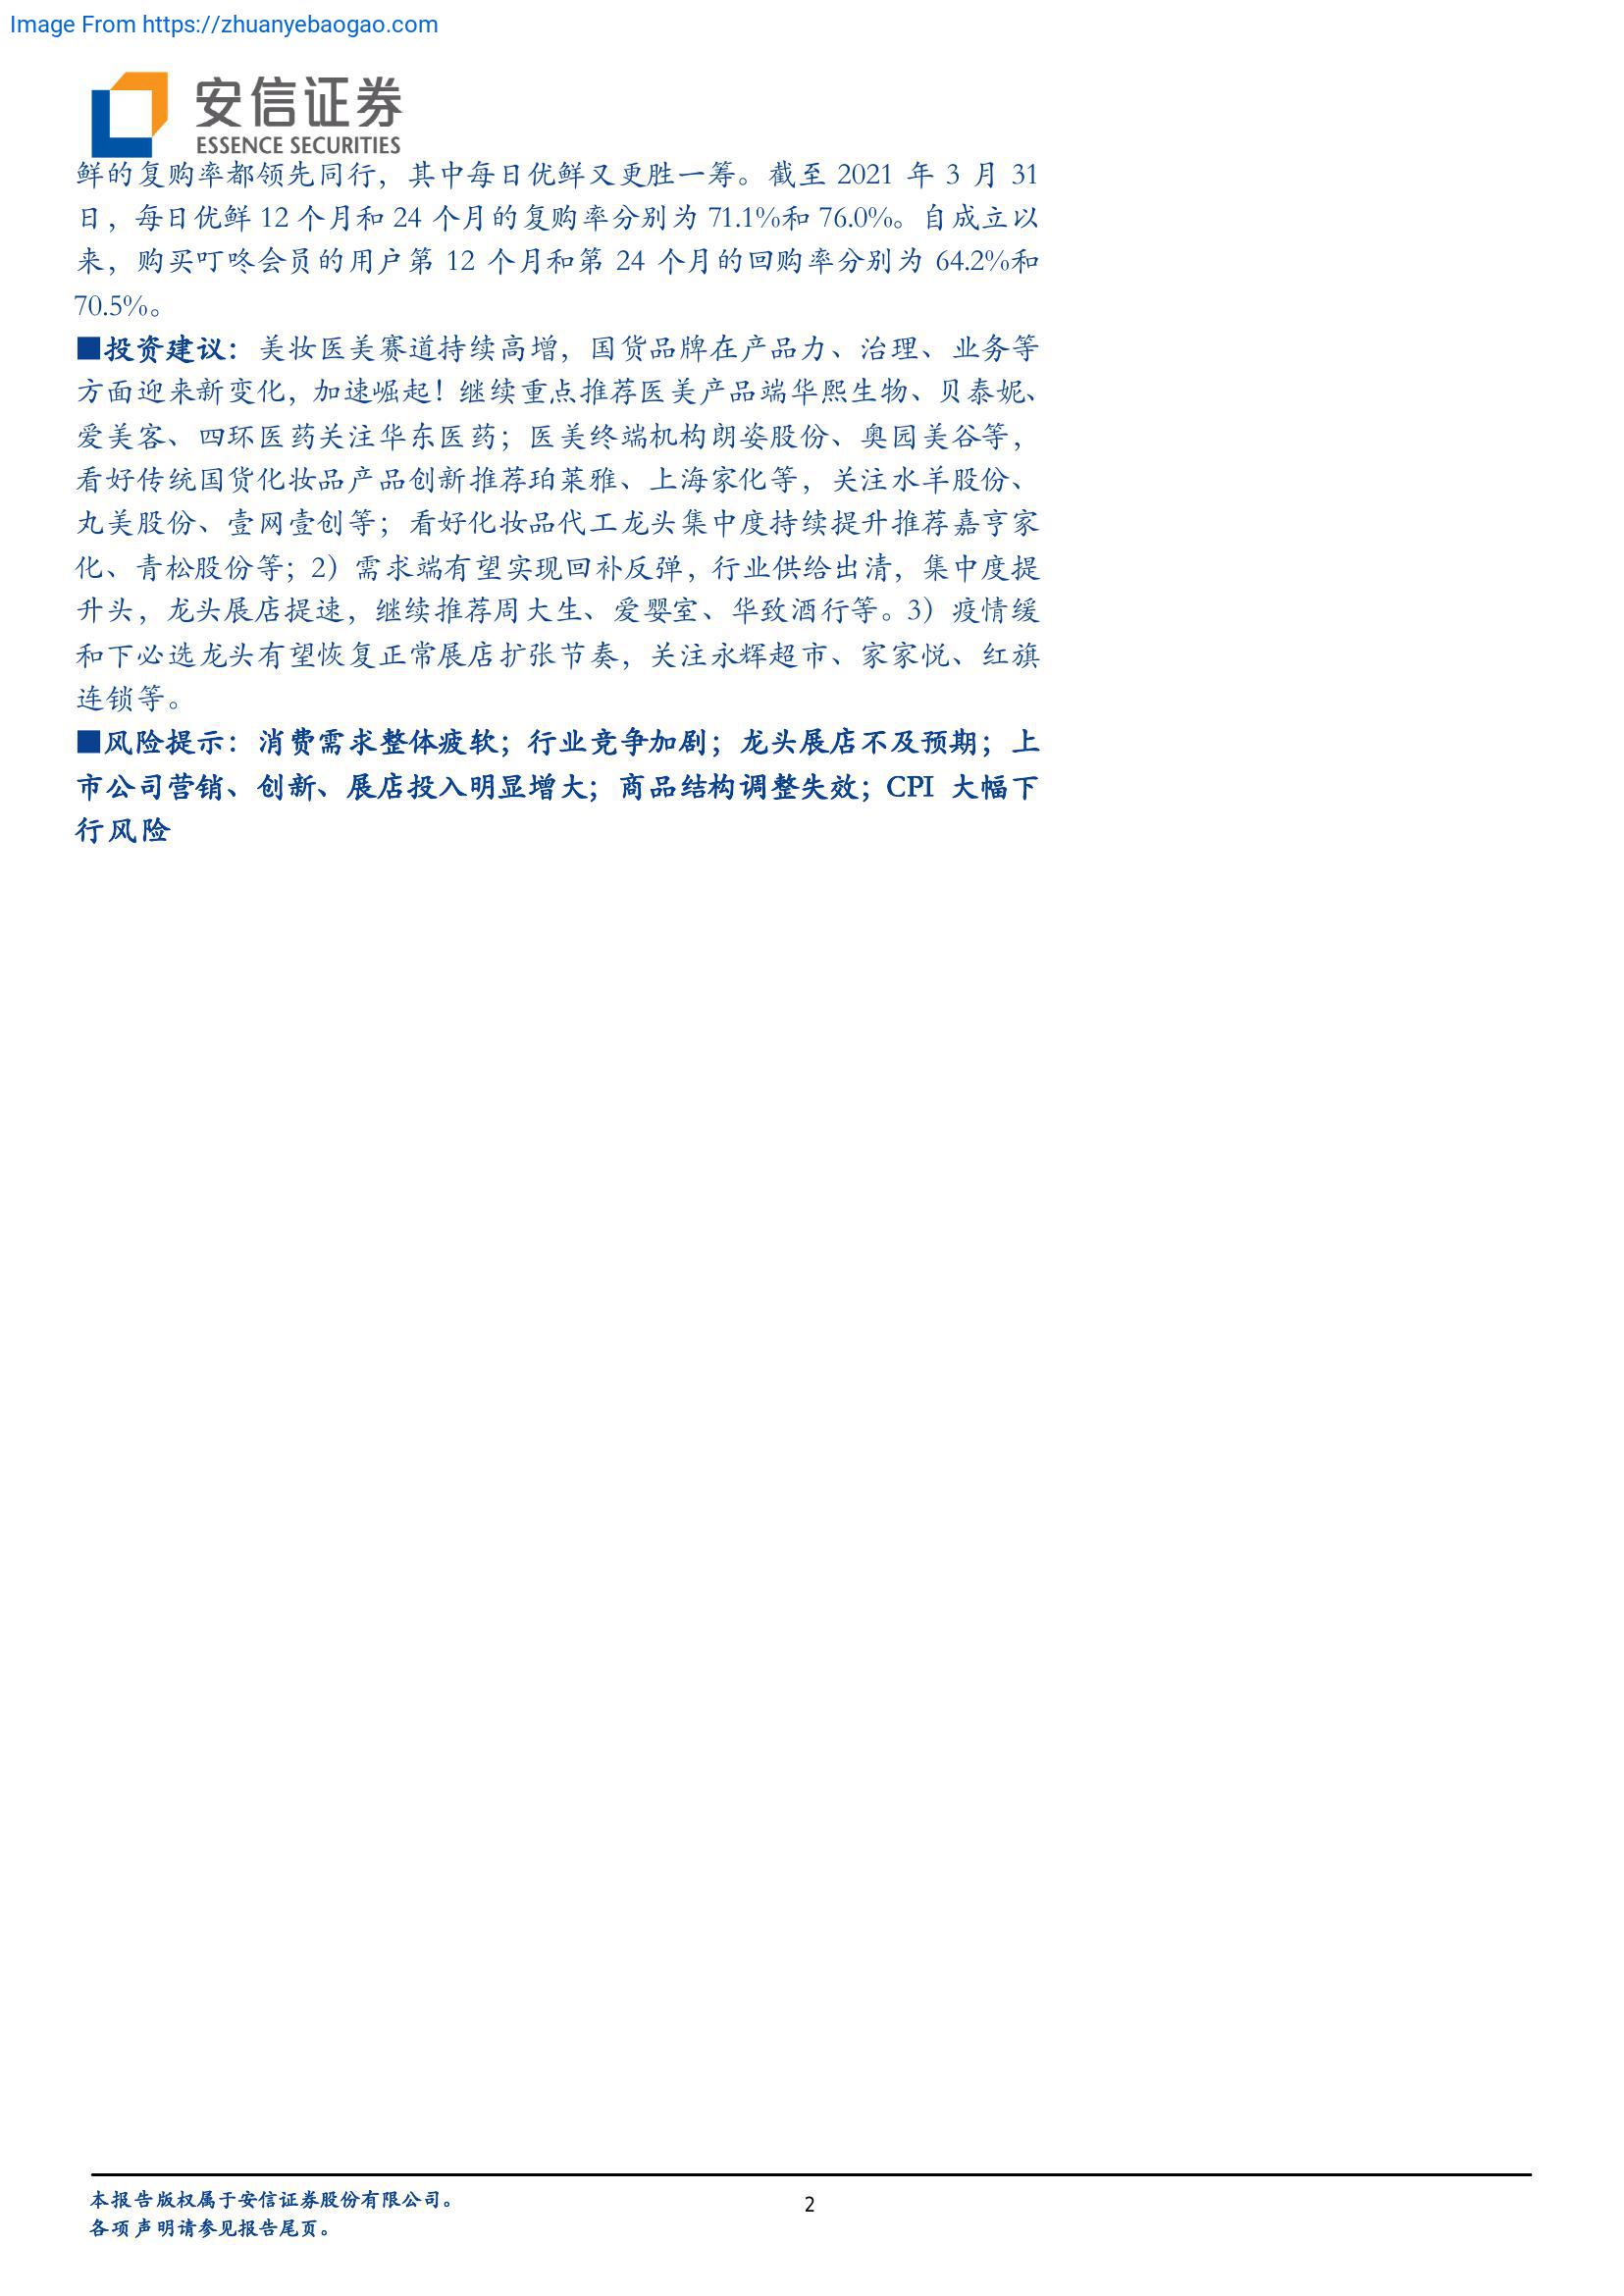 Image From https://zhuanyebaogao.com
安信证券
ESSENCE SECURITIES
鲜的复购率都领先同行，其中每日优鲜又更胜一筹。截至 2021 年 3 月 31
日，每日优鲜 12 个月和 24 个月的复购率分别为 71.1%和 76.0%。自成立以
来，购买叮咚会员的用户第 12 个月和第 24 个月的回购率分别为 64.2%和
70.5%。
■投资建议：美妆医美赛道持续高增，国货品牌在产品力、治理、业务等
方面迎来新变化，加速崛起！继续重点推荐医美产品端华熙生物、贝泰妮、
爱美客、四环医药关注华东医药；医美终端机构朗姿股份、奥园美谷等，
看好传统国货化妆品产品创新推荐珀莱雅、上海家化等，关注水羊股份、
丸美股份、壹网壹创等；看好化妆品代工龙头集中度持续提升推荐嘉亨家
化、青松股份等；2）需求端有望实现回补反弹，行业供给出清，集中度提
升头，龙头展店提速，继续推荐周大生、爱婴室、华致酒行等。3）疫情缓
和下必选龙头有望恢复正常展店扩张节奏，关注永辉超市、家家悦、红旗
连锁等。
■风险提示：消费需求整体疲软；行业竞争加剧；龙头展店不及预期；上
市公司营销、创新、展店投入明显增大；商品结构调整失效；CPI 大幅下
行风险
本报告版权属于安信证券股份有限公司。
各项声明请参见报告尾页。
2